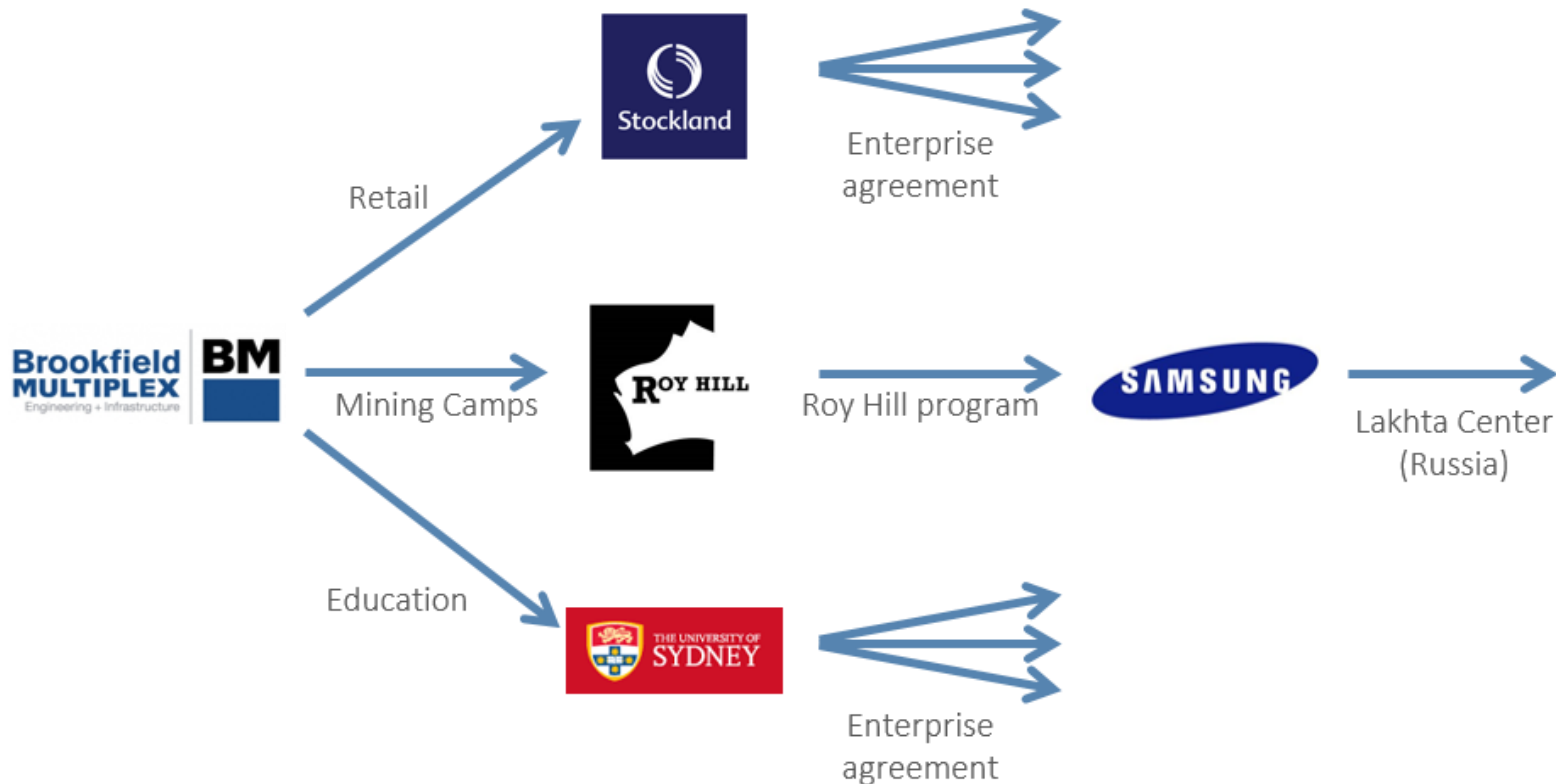 Stockland
Enterprise
agreement
Retail
Brookfield
MULTIPLEX
Engineering + Infrastructure
BM
Mining Camps
ROY HILL
Roy Hill program
SAMSUNG
Lakhta Center
(Russia)
Education
THE UNIVERSITY OF
SYDNEY
Enterprise
agreement